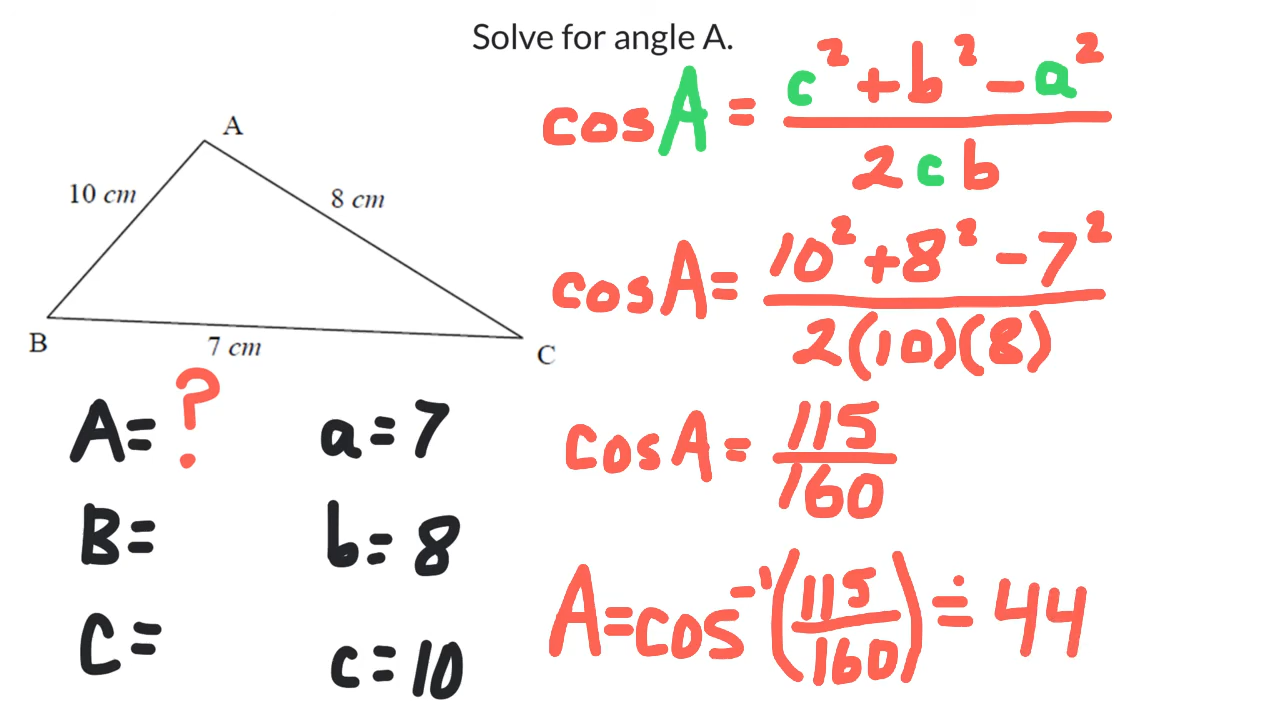 Solve for angle A.
A
10 cm
8 cm
B
7 cm
C
A= ?
a=7
B=
b=8
C=
c=10
cosA = c²+b²-a² / 2cb
cosA= 10²+8²-7² / 2(10)(8)
cosA= 115/160
A=cos⁻¹(115/160) ≐ 44